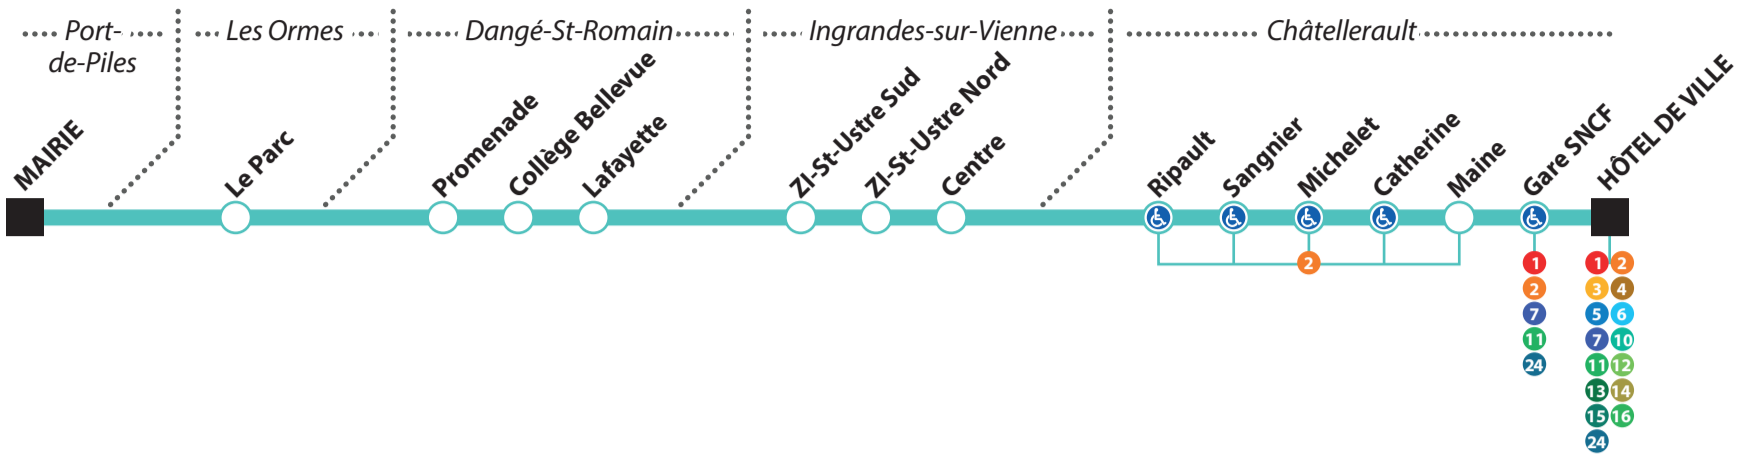 Port-
de-Piles
Les Ormes
Dangé-St-Romain
Ingrandes-sur-Vienne
Châtellerault
MAIRIE
Le Parc
Promenade
Collège Bellevue
Lafayette
ZI-St-Ustre Sud
ZI-St-Ustre Nord
Centre
Ripault
Sangnier
Michelet
Catherine
Maine
Gare SNCF
HÔTEL DE VILLE
2
1
2
7
11
24
1 2
3 4
5 6
7 10
11 12
13 14
15 16
24